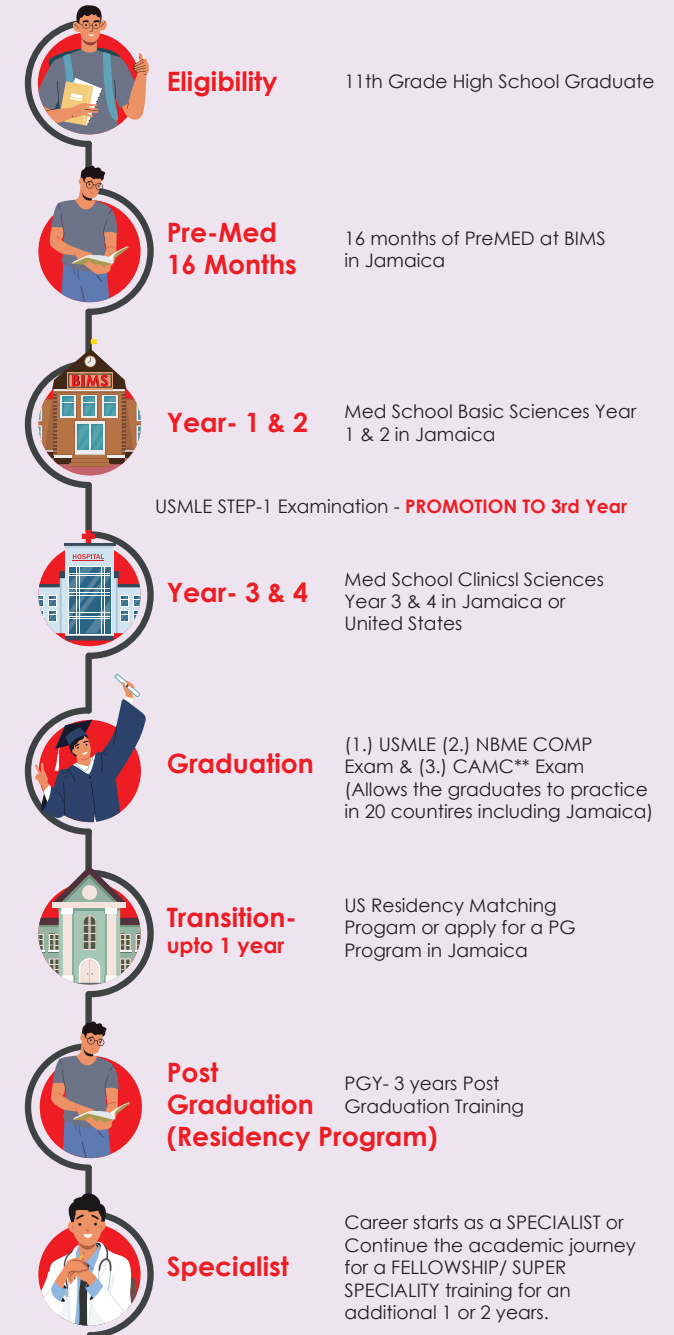 Eligibility
11th Grade High School Graduate
Pre-Med
16 Months
16 months of PreMED at BIMS
in Jamaica
BIMS
Year- 1 & 2
Med School Basic Sciences Year
1 & 2 in Jamaica
USMLE STEP-1 Examination - PROMOTION TO 3rd Year
HOSPITAL
Year- 3 & 4
Med School Clinicsl Sciences
Year 3 & 4 in Jamaica or
United States
Graduation
(1.) USMLE (2.) NBME COMP
Exam & (3.) CAMC** Exam
(Allows the graduates to practice
in 20 countires including Jamaica)
Transition-
upto 1 year
US Residency Matching
Progam or apply for a PG
Program in Jamaica
Post
Graduation
(Residency Program)
PGY- 3 years Post
Graduation Training
Specialist
Career starts as a SPECIALIST or
Continue the academic journey
for a FELLOWSHIP/ SUPER
SPECIALITY training for an
additional 1 or 2 years.